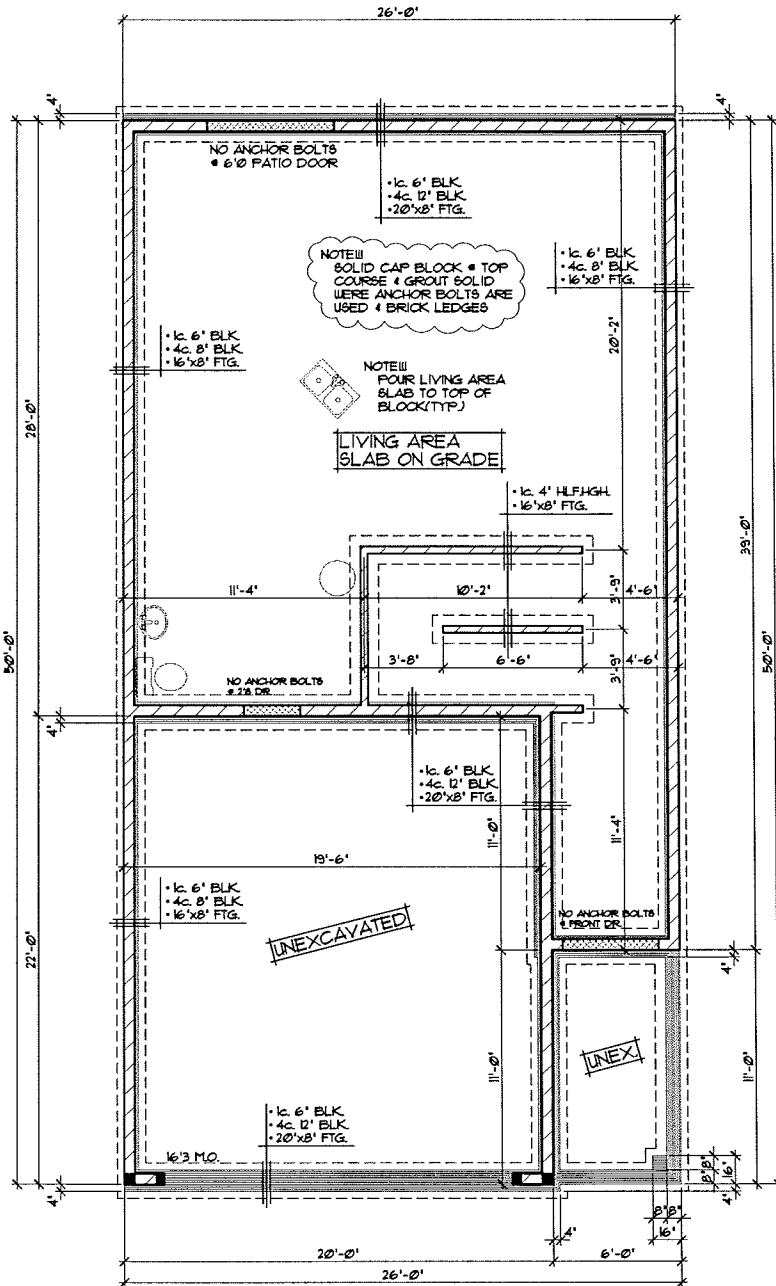 26'-0"
4"
4"
NO ANCHOR BOLTS
@ 6'0 PATIO DOOR
•1c. 6" BLK.
•4c. 12" BLK.
•20"x8" FTG.
NOTE!!!
SOLID CAP BLOCK @ TOP
COURSE & GROUT SOLID
WERE ANCHOR BOLTS ARE
USED & BRICK LEDGES
•1c. 6" BLK.
•4c. 8" BLK.
•16"x8" FTG.
20'-2"
•1c. 6" BLK.
•4c. 8" BLK.
•16"x8" FTG.
NOTE!!!
POUR LIVING AREA
SLAB TO TOP OF
BLOCK(TYP.)
28'-0"
LIVING AREA
SLAB ON GRADE
•1c. 4" HLF.HGH.
•16"x8" FTG.
39'-0"
11'-4"
10'-2"
3'-9"
4'-6"
50'-0"
50'-0"
3'-8"
6'-6"
3'-9"
4'-6"
NO ANCHOR BOLTS
@ 2'8 DR.
4"
•1c. 6" BLK.
•4c. 12" BLK.
•20"x8" FTG.
11'-0"
11'-4"
19'-6"
•1c. 6" BLK.
•4c. 8" BLK.
•16"x8" FTG.
UNEXCAVATED
NO ANCHOR BOLTS
@ FRONT DR.
22'-0"
4"
UNEX.
11'-0"
11'-0"
•1c. 6" BLK.
•4c. 12" BLK.
•20"x8" FTG.
16'3 M.O.
8"8"
16"
4"
4"
8"8"
16"
4"
20'-0"
6'-0"
26'-0"